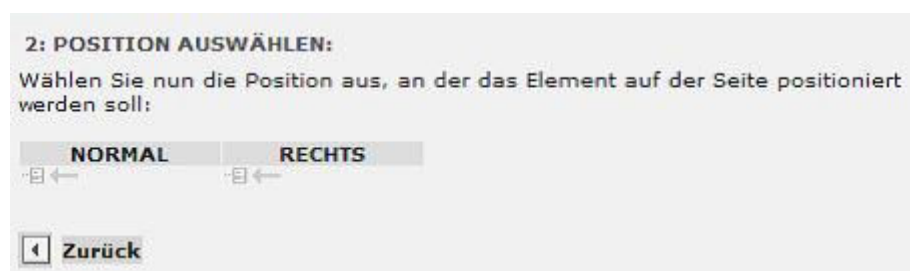 2: POSITION AUSWÄHLEN:
Wählen Sie nun die Position aus, an der das Element auf der Seite positioniert
werden soll:
NORMAL RECHTS
Zurück